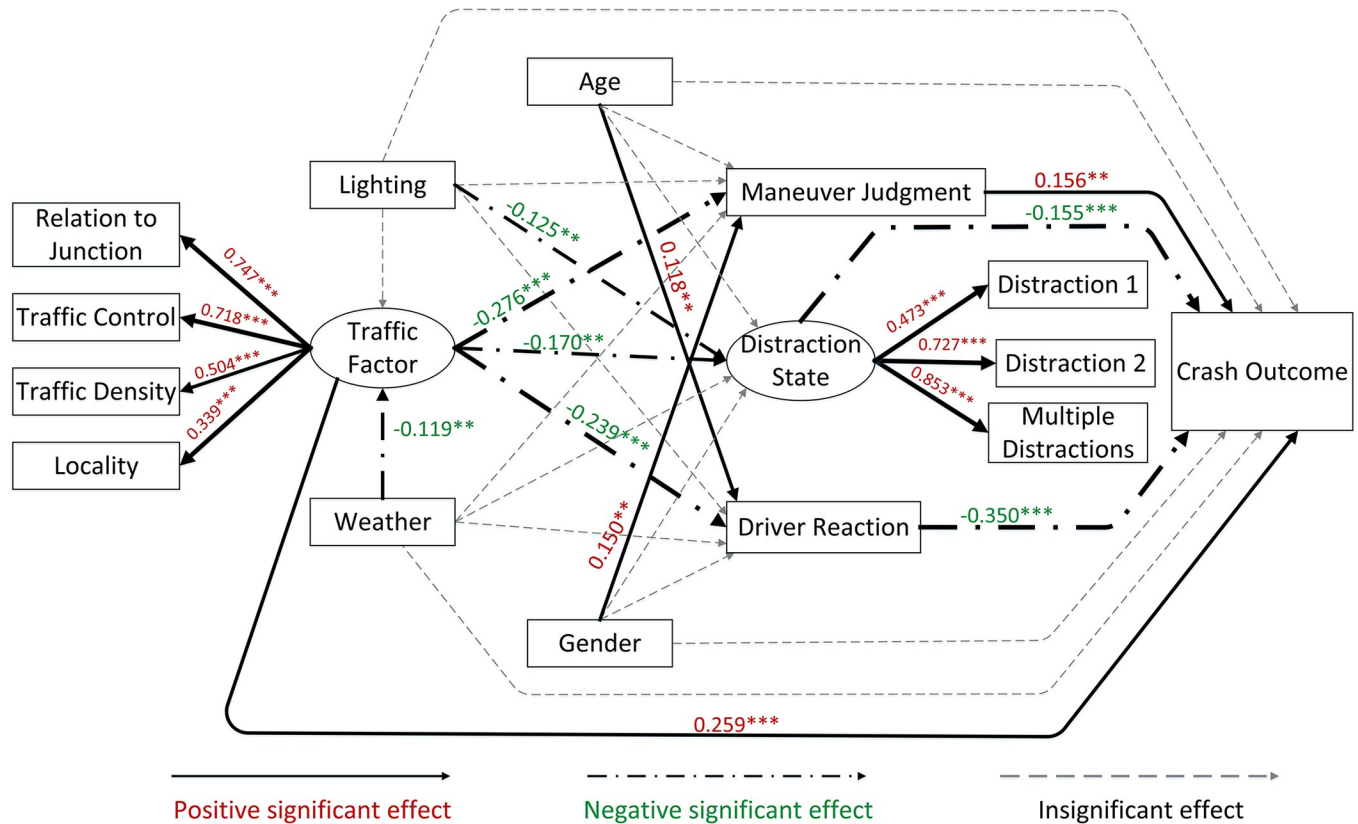 Age
Lighting
Maneuver Judgment
0.156**
-0.155***
-0.125**
Relation to
Junction
0.747***
0.118**
-0.276***
Distraction 1
0.473***
Traffic Control
0.718***
Traffic
Factor
-0.170**
Distraction
State
0.727***
Distraction 2
Crash Outcome
Traffic Density
0.504***
0.853***
0.339***
Multiple
Distractions
-0.119**
-0.239***
Locality
Weather
0.150**
Driver Reaction
-0.350***
Gender
0.259***
Positive significant effect
Negative significant effect
Insignificant effect